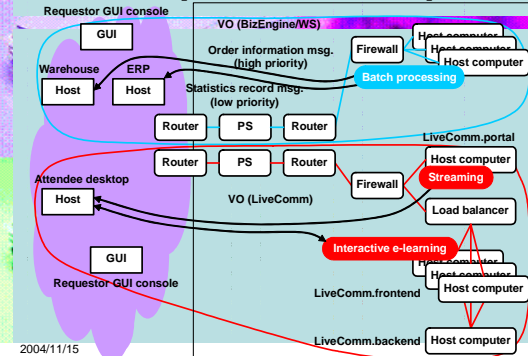 Requestor GUI console
GUI
VO (BizEngine/WS)
Order information msg.
(high priority)
Firewall
Host computer
Host computer
Host computer
Warehouse
ERP
Host
Host
Batch processing
Statistics record msg.
(low priority)
Router
PS
Router
LiveComm.portal
Router
PS
Router
Host computer
Attendee desktop
Host
Firewall
Streaming
VO (LiveComm)
Load balancer
Interactive e-learning
GUI
Requestor GUI console
Host computer
Host computer
Host computer
LiveComm.frontend
LiveComm.backend
Host computer
2004/11/15